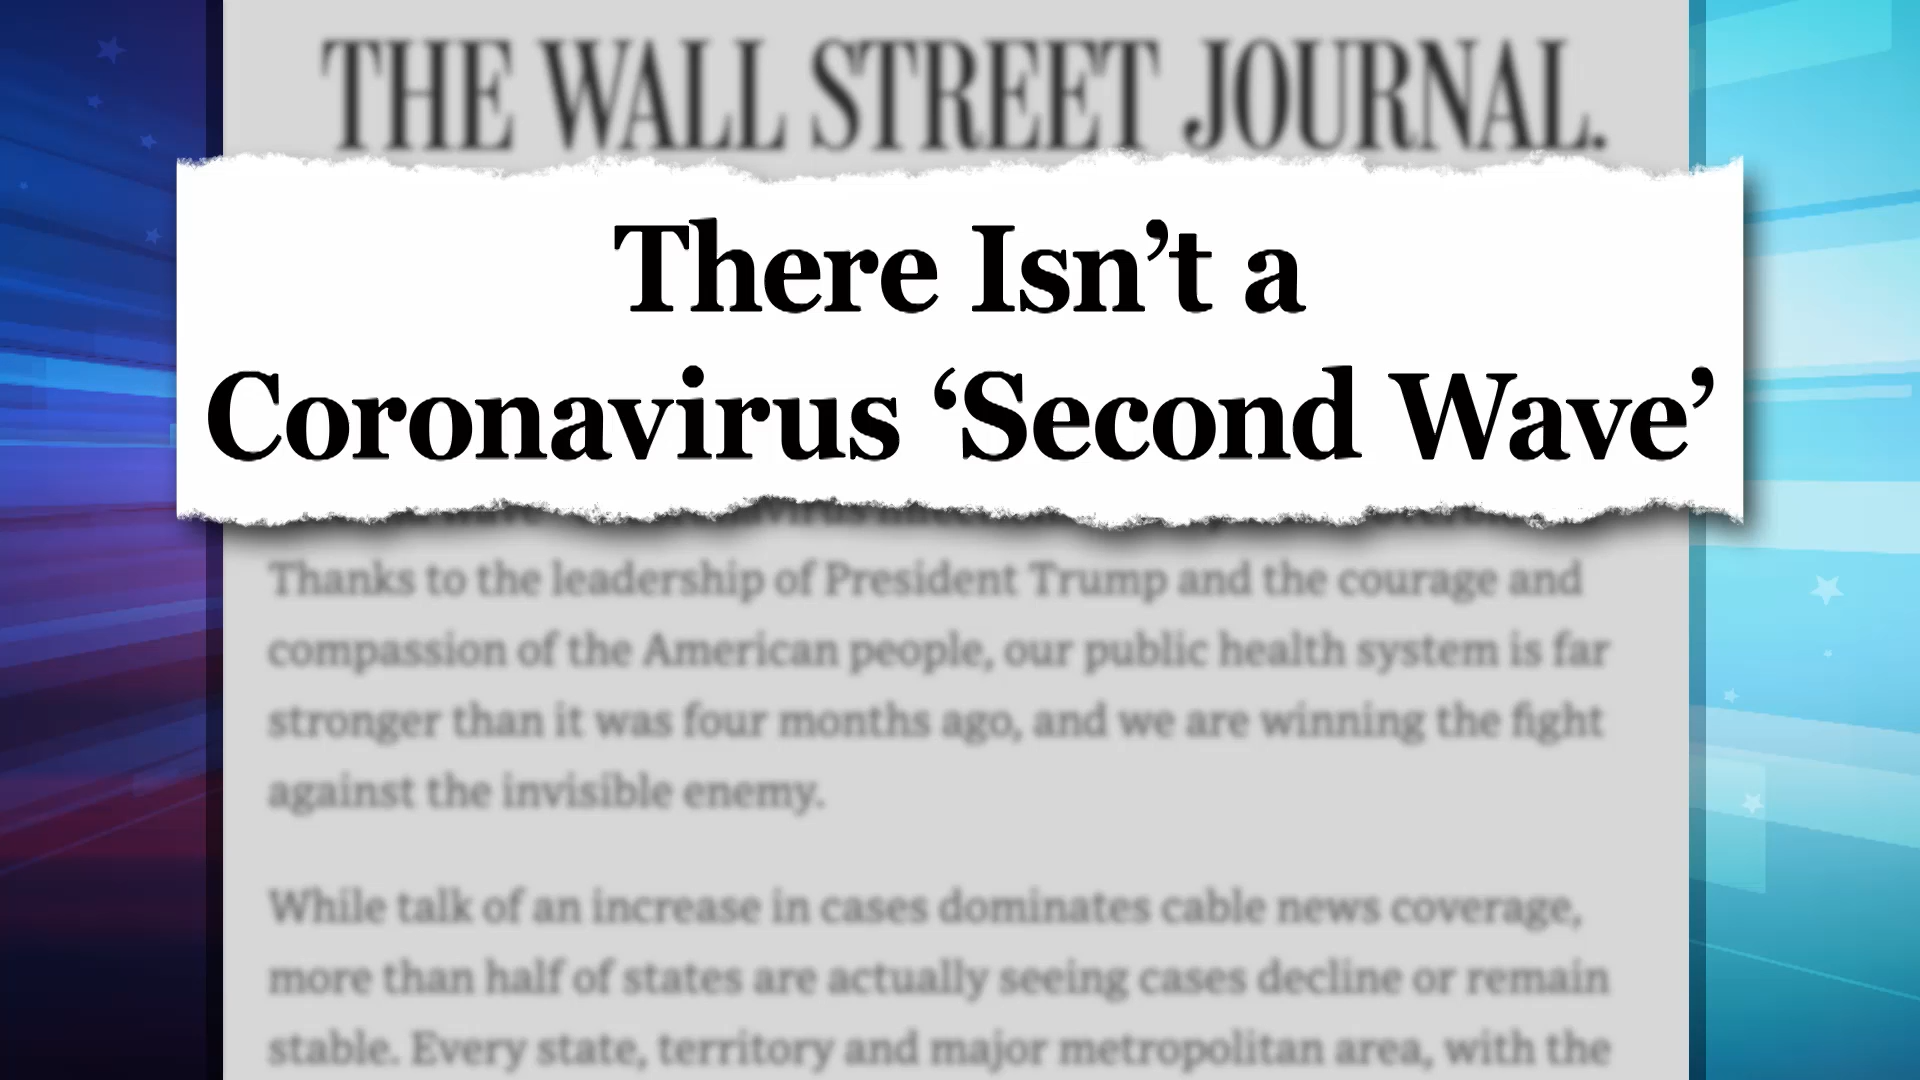 THE WALL STREET JOURNAL.
There Isn’t a
Coronavirus ‘Second Wave’
Thanks to the leadership of President Trump and the courage and
compassion of the American people, our public health system is far
stronger than it was four months ago, and we are winning the fight
against the invisible enemy.
While talk of an increase in cases dominates cable news coverage,
more than half of states are actually seeing cases decline or remain
stable. Every state, territory and major metropolitan area, with the